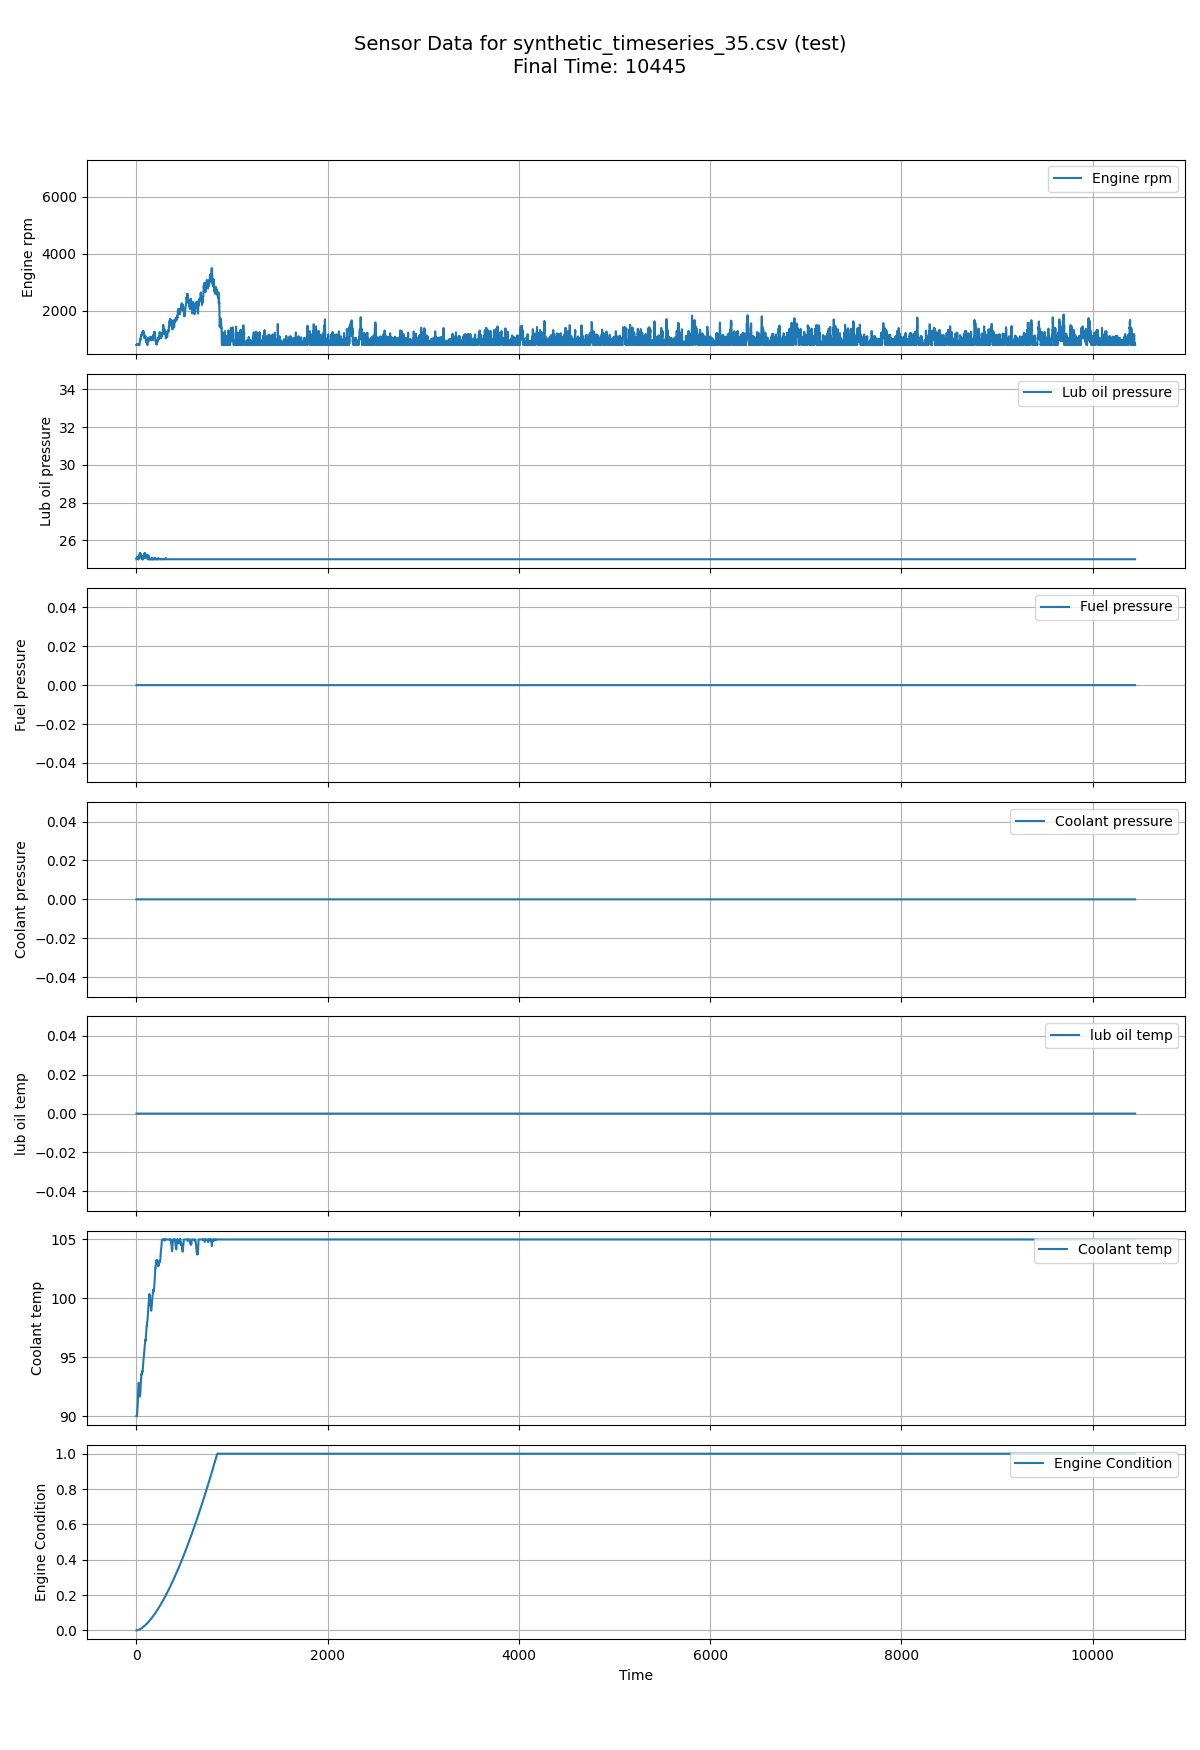 Sensor Data for synthetic_timeseries_35.csv (test)
Final Time: 10445
Engine rpm
6000
4000
2000
Engine rpm
Lub oil pressure
34
32
30
28
26
Lub oil pressure
Fuel pressure
0.04
0.02
0.00
−0.02
−0.04
Fuel pressure
Coolant pressure
0.04
0.02
0.00
−0.02
−0.04
Coolant pressure
lub oil temp
0.04
0.02
0.00
−0.02
−0.04
lub oil temp
Coolant temp
105
100
95
90
Coolant temp
Engine Condition
1.0
0.8
0.6
0.4
0.2
0.0
Engine Condition
0 2000 4000 6000 8000 10000
Time